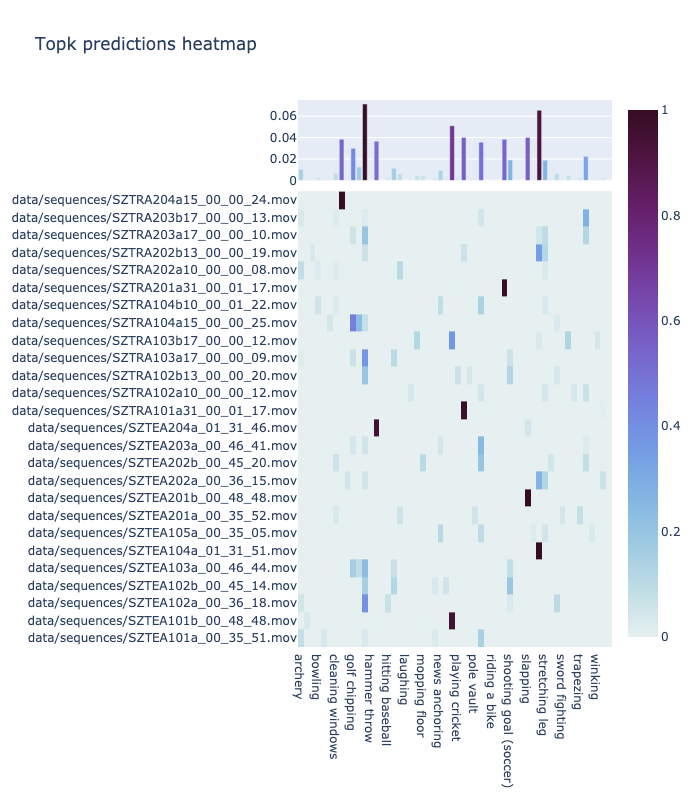 Topk predictions heatmap
0.06
0.04
0.02
0
data/sequences/SZTRA204a15_00_00_24.mov
data/sequences/SZTRA203b17_00_00_13.mov
data/sequences/SZTRA203a17_00_00_10.mov
data/sequences/SZTRA202b13_00_00_19.mov
data/sequences/SZTRA202a10_00_00_08.mov
data/sequences/SZTRA201a31_00_01_17.mov
data/sequences/SZTRA104b10_00_01_22.mov
data/sequences/SZTRA104a15_00_00_25.mov
data/sequences/SZTRA103b17_00_00_12.mov
data/sequences/SZTRA103a17_00_00_09.mov
data/sequences/SZTRA102b13_00_00_20.mov
data/sequences/SZTRA102a10_00_00_12.mov
data/sequences/SZTRA101a31_00_01_17.mov
data/sequences/SZTEA204a_01_31_46.mov
data/sequences/SZTEA203a_00_46_41.mov
data/sequences/SZTEA202b_00_45_20.mov
data/sequences/SZTEA202a_00_36_15.mov
data/sequences/SZTEA201b_00_48_48.mov
data/sequences/SZTEA201a_00_35_52.mov
data/sequences/SZTEA105a_00_35_05.mov
data/sequences/SZTEA104a_01_31_51.mov
data/sequences/SZTEA103a_00_46_44.mov
data/sequences/SZTEA102b_00_45_14.mov
data/sequences/SZTEA102a_00_36_18.mov
data/sequences/SZTEA101b_00_48_48.mov
data/sequences/SZTEA101a_00_35_51.mov
archery
bowling
cleaning windows
golf chipping
hammer throw
hitting baseball
laughing
mopping floor
news anchoring
playing cricket
pole vault
riding a bike
shooting goal (soccer)
slapping
stretching leg
sword fighting
trapezing
winking
1
0.8
0.6
0.4
0.2
0